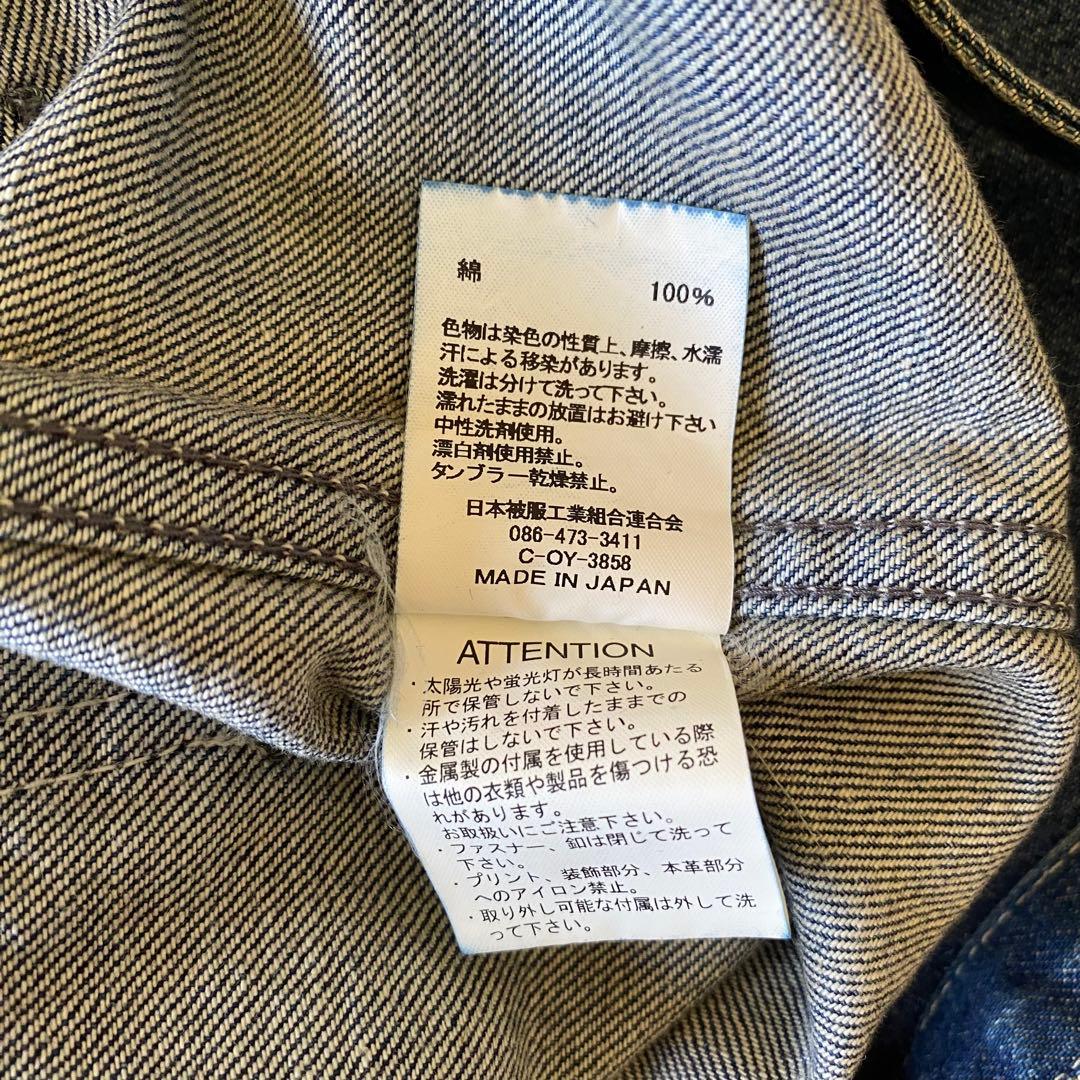 綿
100%
色物は染色の性質上、摩擦、水濡
汗による移染があります。
洗濯は分けて洗って下さい。
濡れたままの放置はお避け下さい
中性洗剤使用。
漂白剤使用禁止。
タンブラー乾燥禁止。
日本被服工業組合連合会
086-473-3411
C-OY-3858
MADE IN JAPAN
ATTENTION
・太陽光や蛍光灯が長時間あたる
所で保管しないで下さい。
・汗や汚れを付着したままでの
保管はしないで下さい。
・金属製の付属を使用している際
は他の衣類や製品を傷つける恐
れがあります。
お取扱いにご注意下さい。
・ファスナー、釦は閉じて洗って
下さい。
・プリント、装飾部分、本革部分
へのアイロン禁止。
・取り外し可能な付属は外して洗
って下さい。